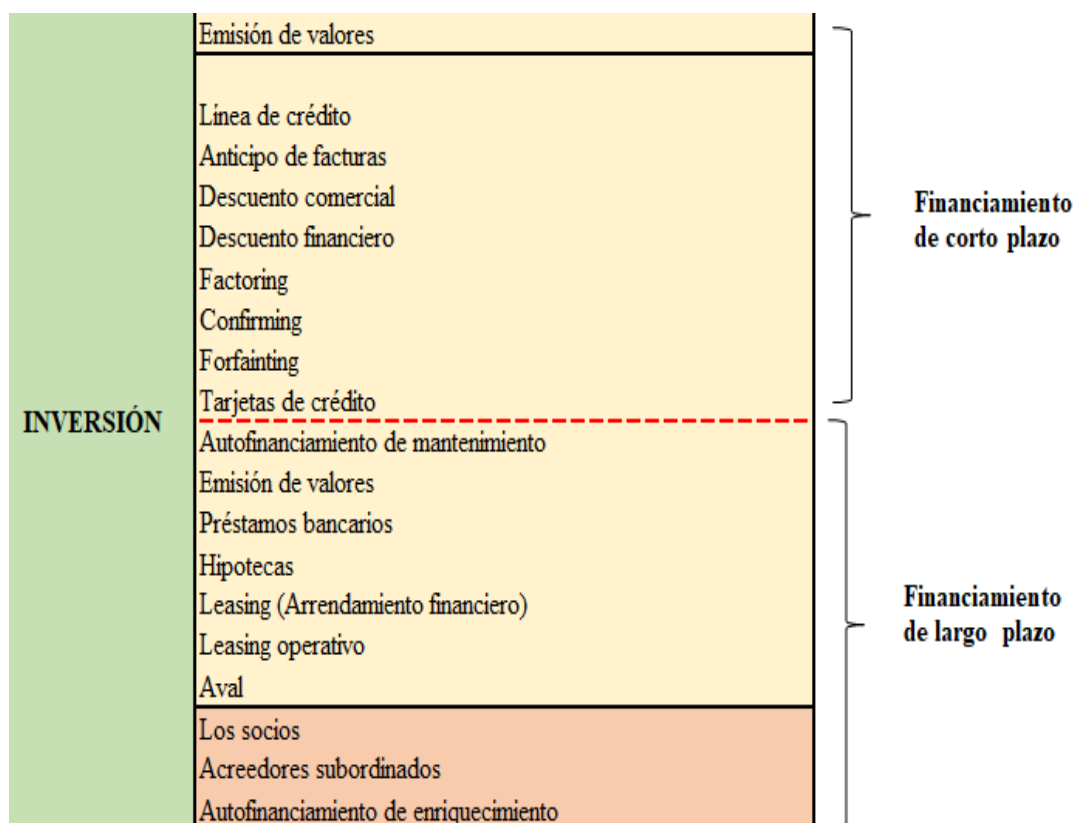 Emisión de valores
Línea de crédito
Anticipo de facturas
Descuento comercial
Descuento financiero
Factoring
Confirming
Forfainting
Tarjetas de crédito
Financiamiento
de corto plazo
INVERSIÓN
Autofinanciamiento de mantenimiento
Emisión de valores
Préstamos bancarios
Hipotecas
Leasing (Arrendamiento financiero)
Leasing operativo
Aval
Los socios
Acreedores subordinados
Autofinanciamiento de enriquecimiento
Financiamiento
de largo plazo